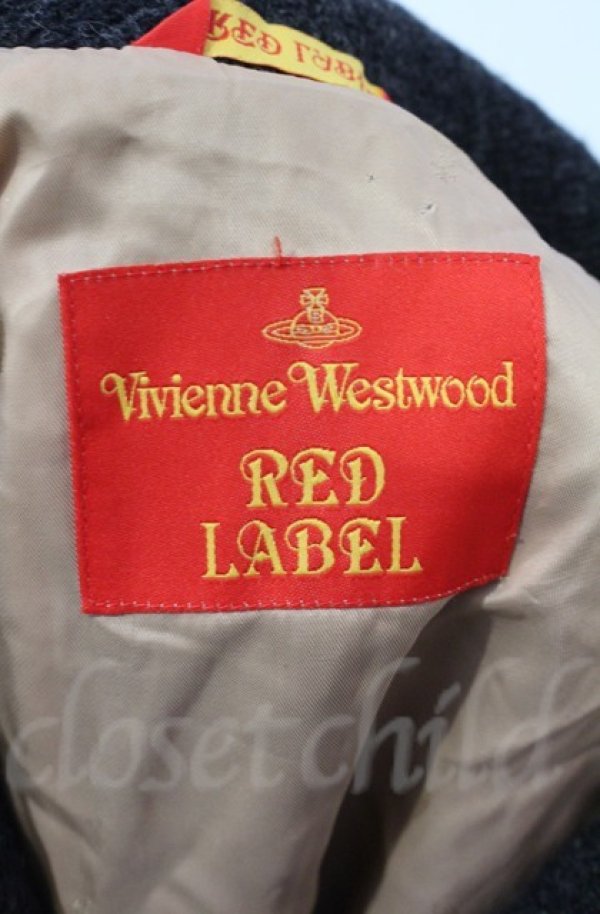 RED LABEL
Vivienne Westwood
RED
LABEL
closet child